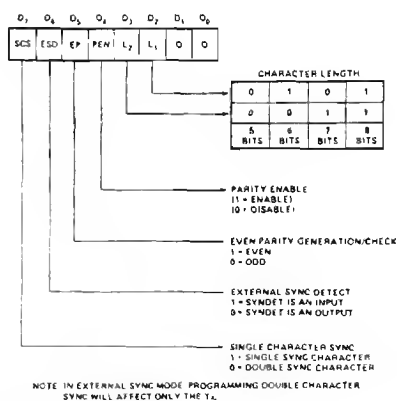 D7 D6 D5 D4 D3 D2 D1 D0
SCS ESD EP PEN L2 L1 0 0
CHARACTER LENGTH
0 1 0 1
0 0 1 1
5 6 7 8
BITS BITS BITS BITS
PARITY ENABLE
(1 = ENABLE)
(0 = DISABLE)
EVEN PARITY GENERATION/CHECK
1 = EVEN
0 = ODD
EXTERNAL SYNC DETECT
1 = SYNDET IS AN INPUT
0 = SYNDET IS AN OUTPUT
SINGLE CHARACTER SYNC
1 = SINGLE SYNC CHARACTER
0 = DOUBLE SYNC CHARACTER
NOTE IN EXTERNAL SYNC MODE PROGRAMMING DOUBLE CHARACTER
SYNC WILL AFFECT ONLY THE Tx.